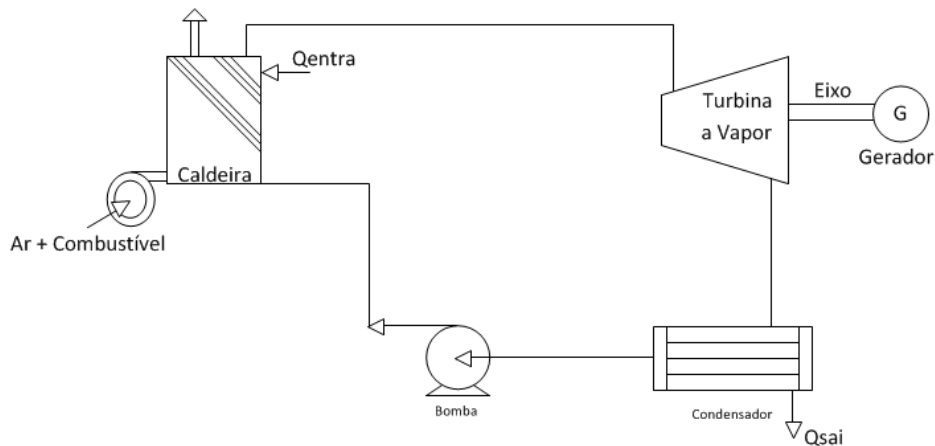 Qentra
Turbina
a Vapor
Eixo
G
Gerador
Caldeira
Ar + Combustível
Bomba
Condensador
Qsai